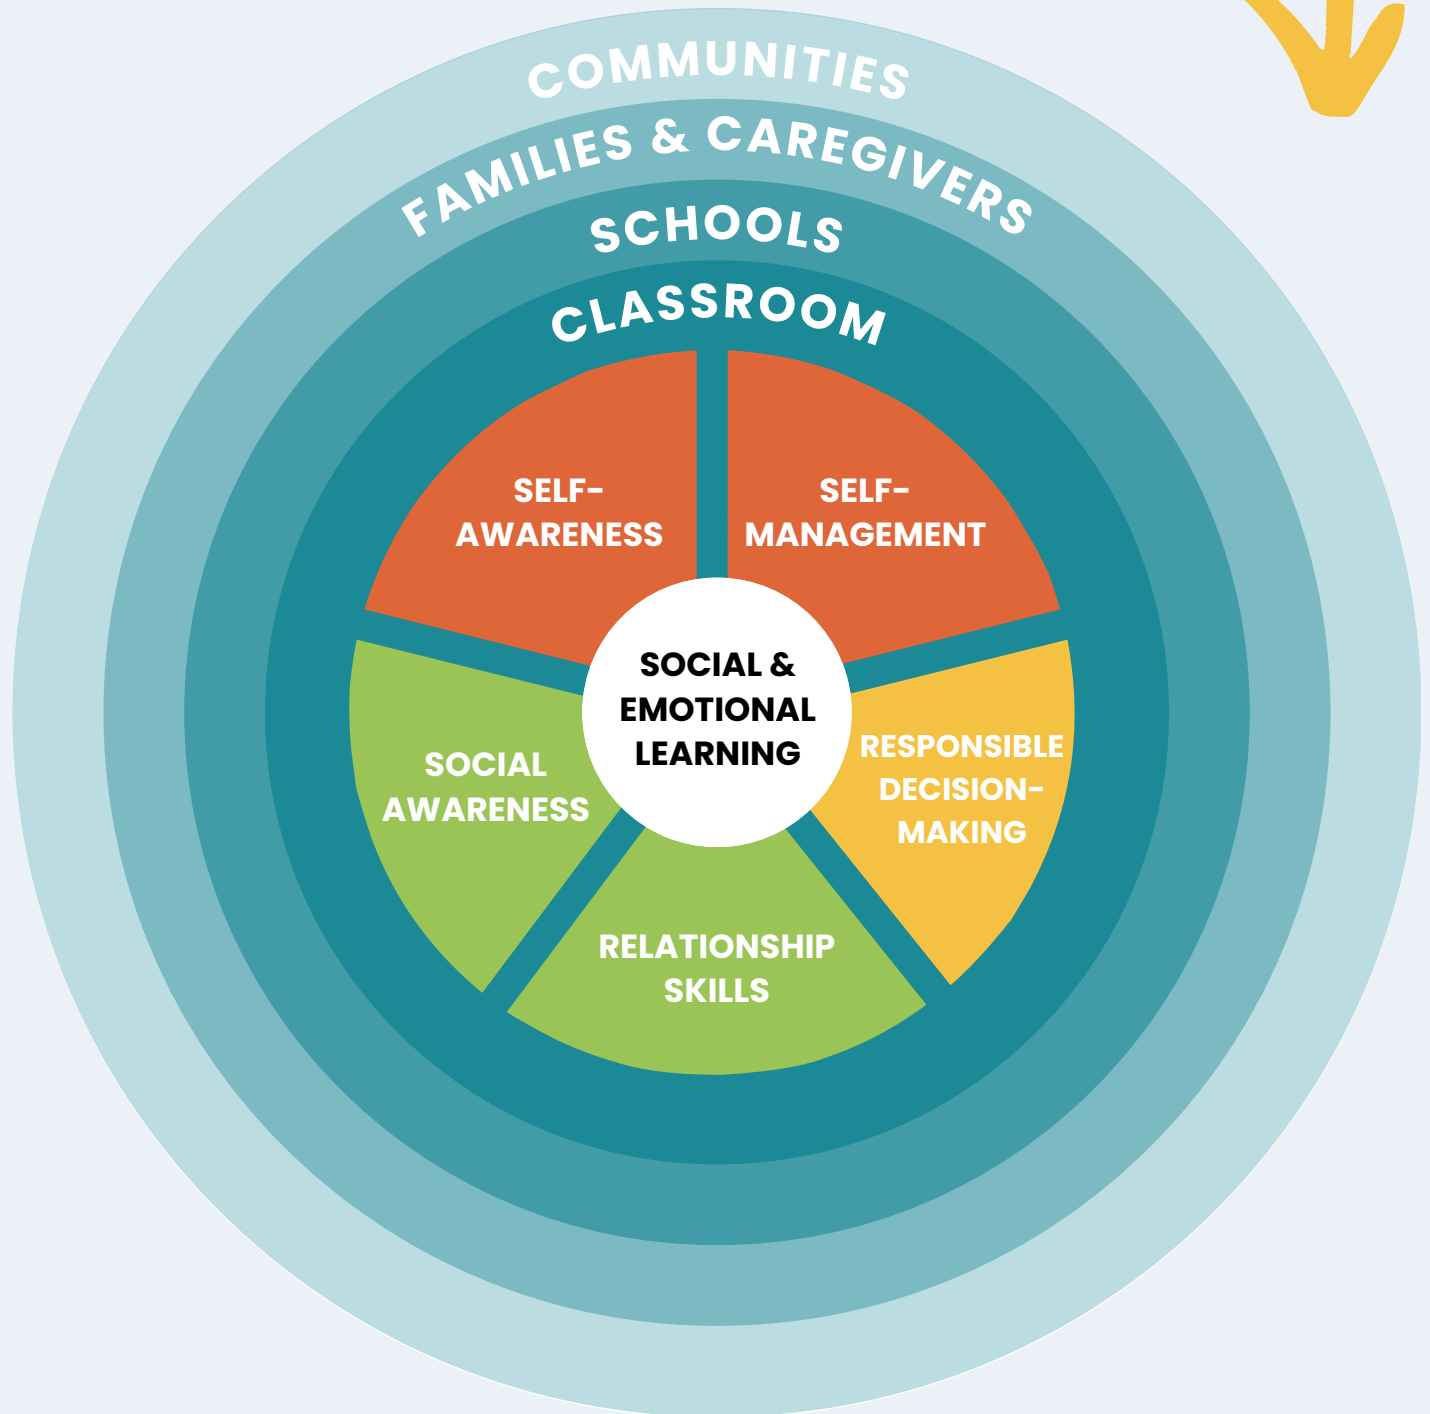 COMMUNITIES
FAMILIES & CAREGIVERS
SCHOOLS
CLASSROOM
SELF-
AWARENESS
SELF-
MANAGEMENT
SOCIAL &
EMOTIONAL
LEARNING
SOCIAL
AWARENESS
RESPONSIBLE
DECISION-
MAKING
RELATIONSHIP
SKILLS